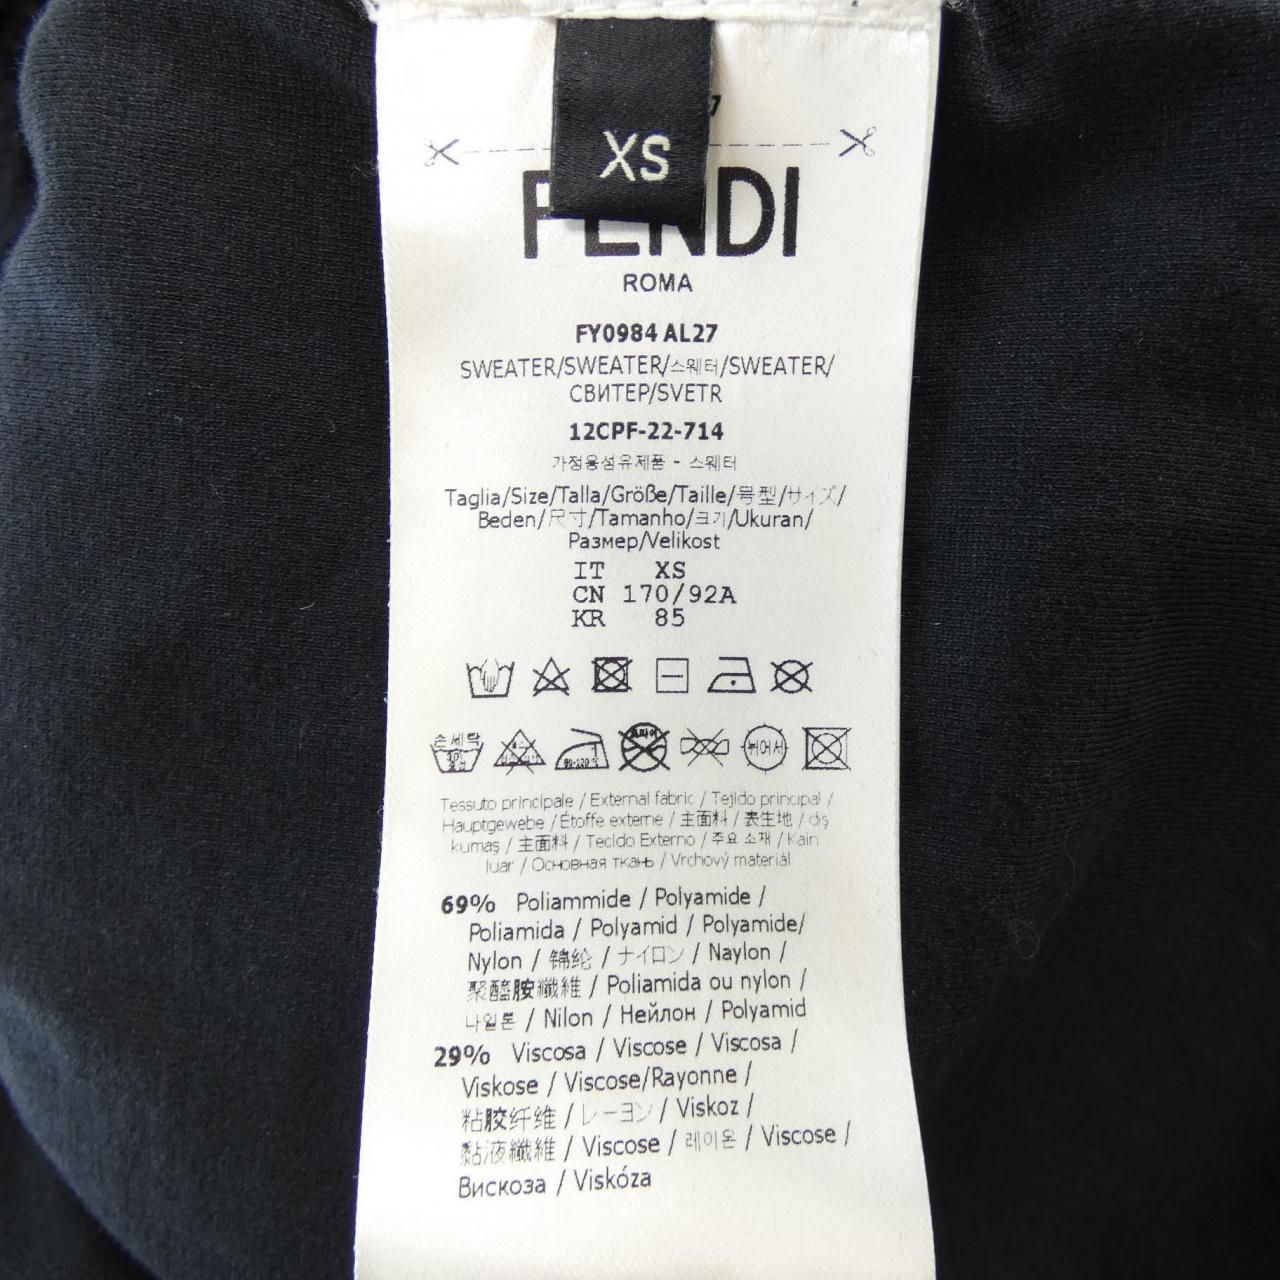 XS
FENDI
ROMA
FY0984 AL27
SWEATER/SWEATER/스웨터/SWEATER/
СВИТЕР/SVETR
12CPF-22-714
가정용섬유제품 - 스웨터
Taglia/Size/Talla/Größe/Taille/号型/サイズ/
Beden/尺寸/Tamanho/크기/Ukuran/
Размер/Velikost
IT XS
CN 170/92A
KR 85
손세탁
뷔어서
Tessuto principale / External fabric / Tejido principal /
Hauptgewebe / Étoffe externe / 主面料 / 表生地 / dış
kumaş / 主面料 / Tecido Externo / 주요 소재 / Kain
luar / Основная ткань / Vrchový materiál
69% Poliammide / Polyamide /
Poliamida / Polyamid / Polyamide/
Nylon / 锦纶 / ナイロン / Naylon /
聚醯胺纖維 / Poliamida ou nylon /
나일론 / Nilon / Нейлон / Polyamid
29% Viscosa / Viscose / Viscosa /
Viskose / Viscose/Rayonne /
粘胶纤维 / レーヨン / Viskoz /
黏液纖維 / Viscose / 레이온 / Viscose /
Вискоза / Viskóza